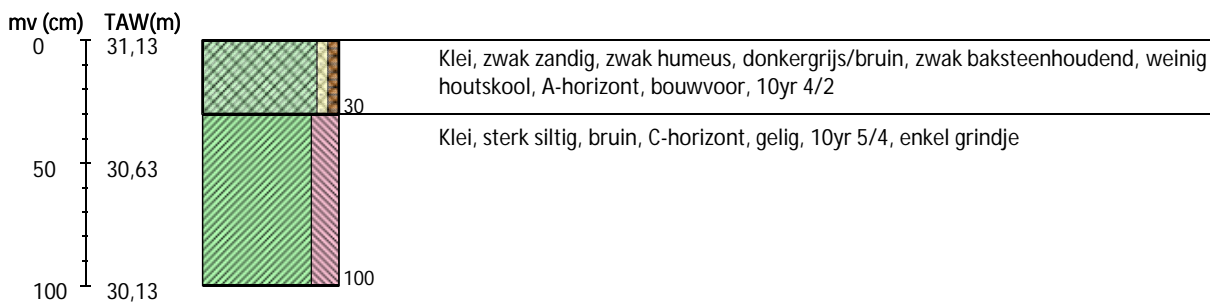 mv (cm) TAW(m)
0 31,13
Klei, zwak zandig, zwak humeus, donkergrijs/bruin, zwak baksteenhoudend, weinig
houtskool, A-horizont, bouwvoor, 10yr 4/2
30
Klei, sterk siltig, bruin, C-horizont, gelig, 10yr 5/4, enkel grindje
50 30,63
100
100 30,13